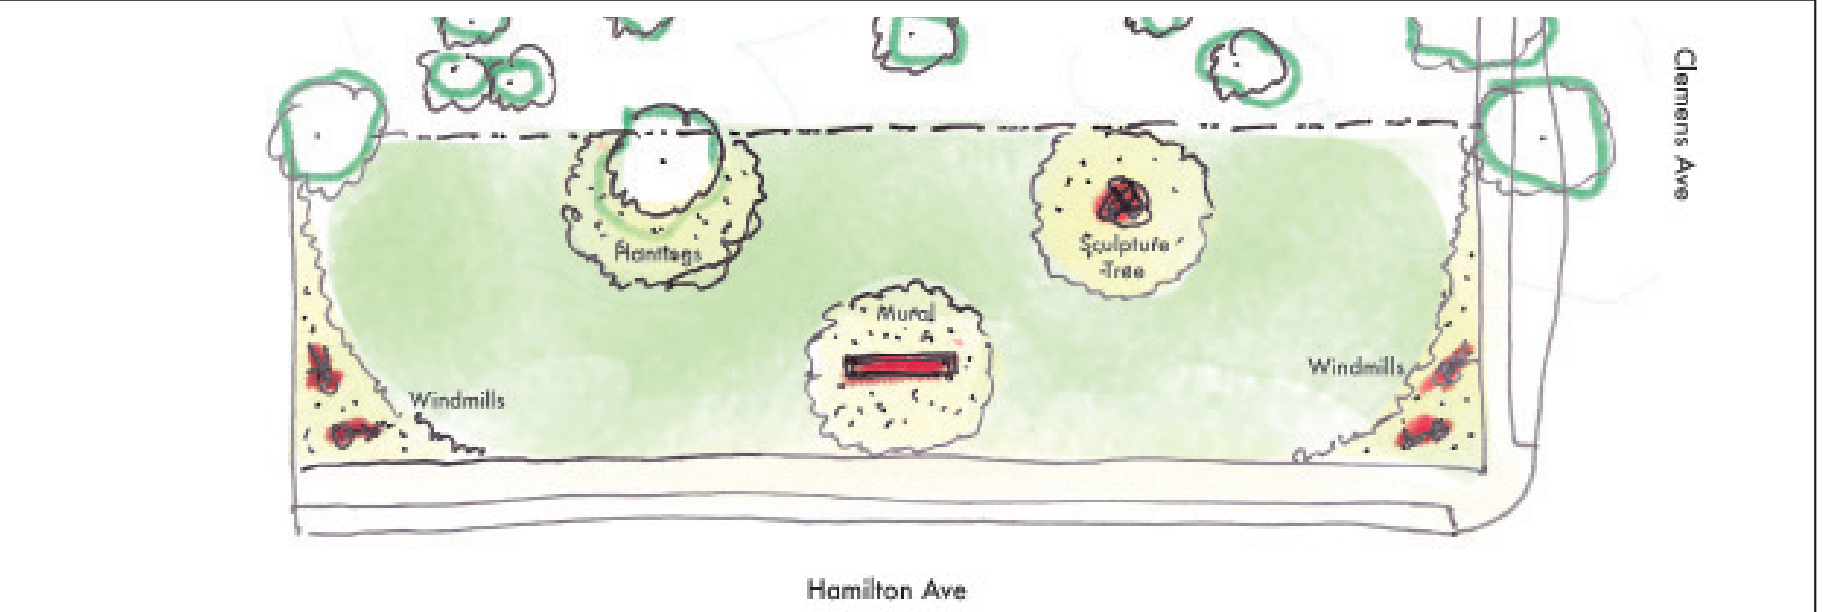 Clemens Ave
Plantings
Sculpture
Tree
Mural
Windmills
Windmills
Hamilton Ave